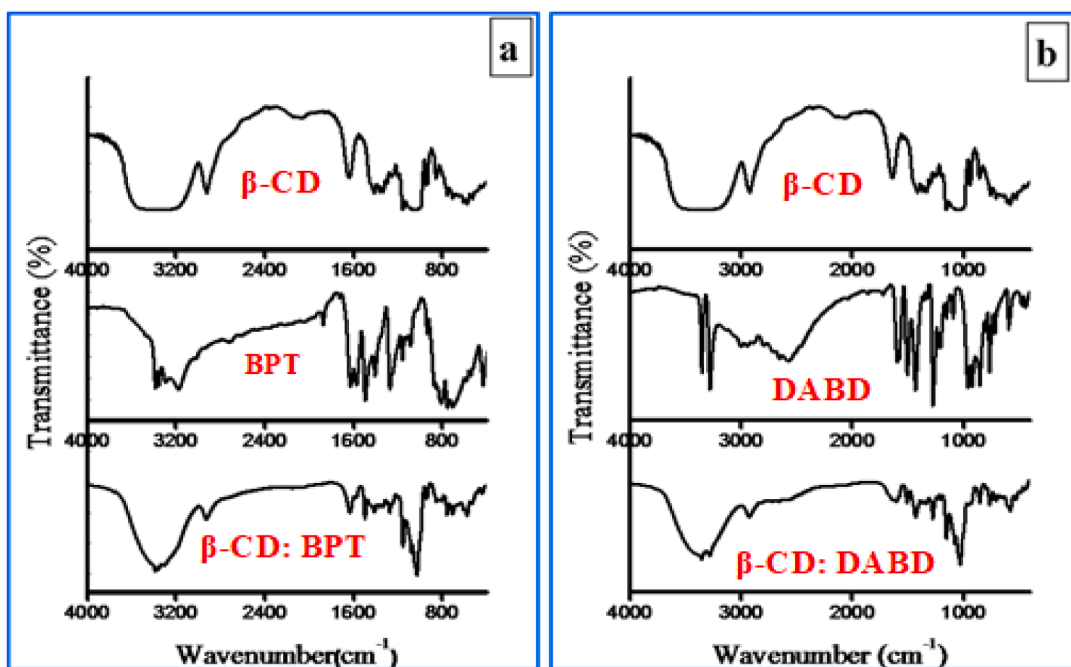 a
β-CD
4000 3200 2400 1600 800
BPT
4000 3200 2400 1600 800
β-CD: BPT
4000 3200 2400 1600 800
Transmittance (%)
Wavenumber(cm-1)
b
β-CD
4000 3000 2000 1000
DABD
4000 3000 2000 1000
β-CD: DABD
4000 3000 2000 1000
Transmittance (%)
Wavenumber (cm-1)